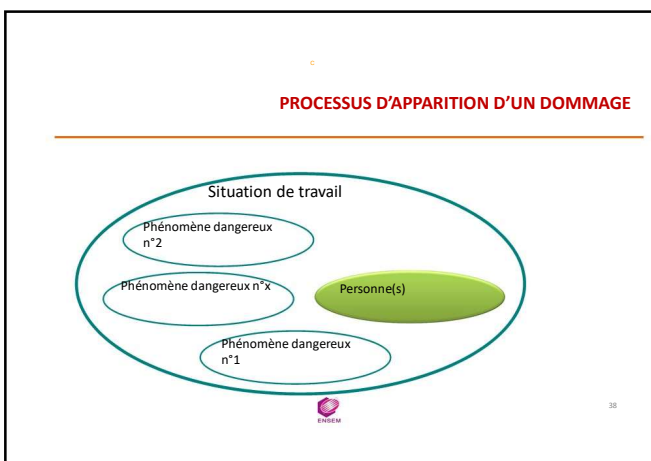 c
PROCESSUS D'APPARITION D'UN DOMMAGE
Situation de travail
Phénomène dangereux
n°2
Phénomène dangereux n°x
Personne(s)
Phénomène dangereux
n°1
ENSEM
38